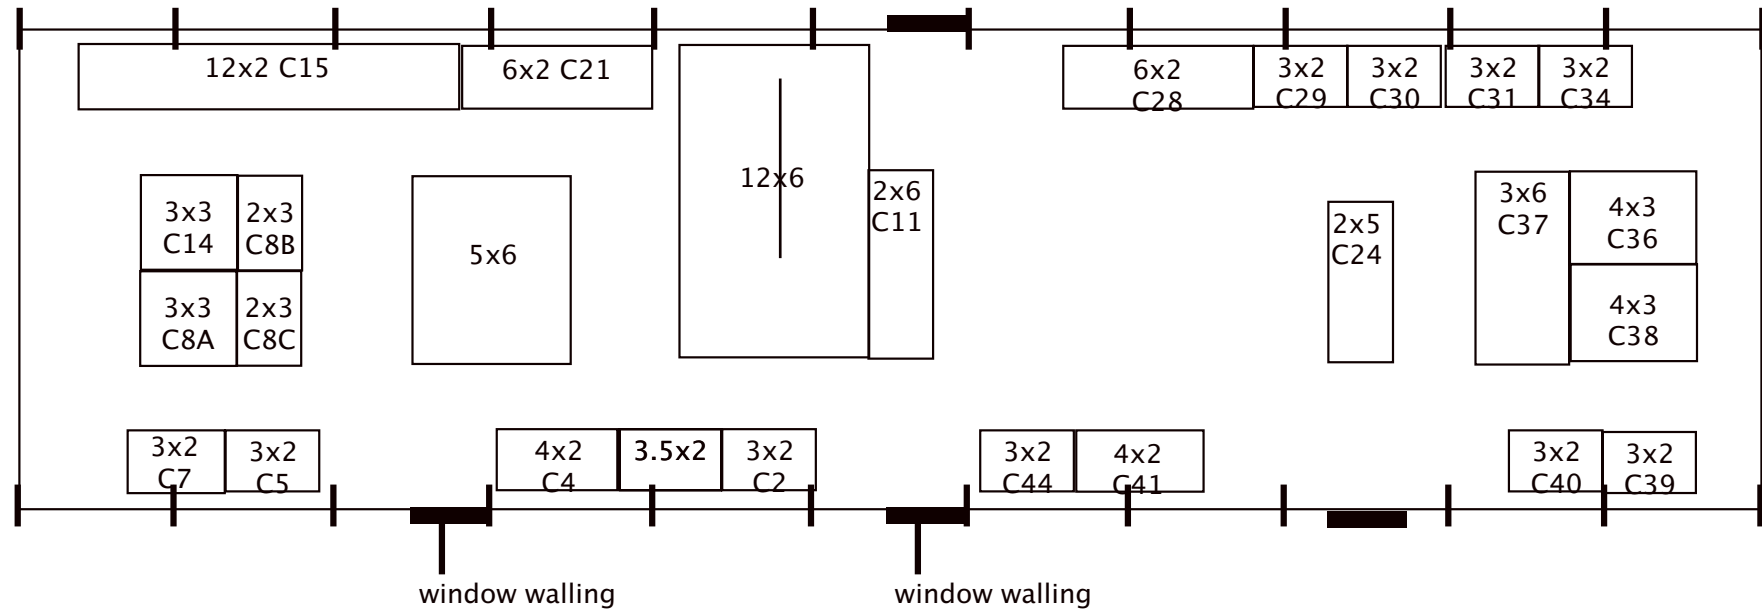 12x2 C15
6x2 C21
6x2
C28
3x2
C29
3x2
C30
3x2
C31
3x2
C34
3x3
C14
2x3
C8B
3x3
C8A
2x3
C8C
5x6
12x6
2x6
C11
2x5
C24
3x6
C37
4x3
C36
4x3
C38
3x2
C7
3x2
C5
4x2
C4
3.5x2
3x2
C2
3x2
C44
4x2
C41
3x2
C40
3x2
C39
window walling
window walling